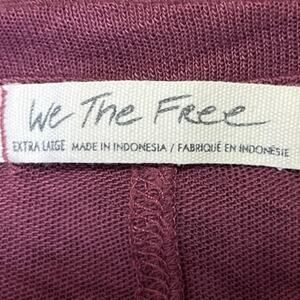 We The Free
EXTRA LARGE MADE IN INDONESIA / FABRIQUÉ EN INDONÉSIE